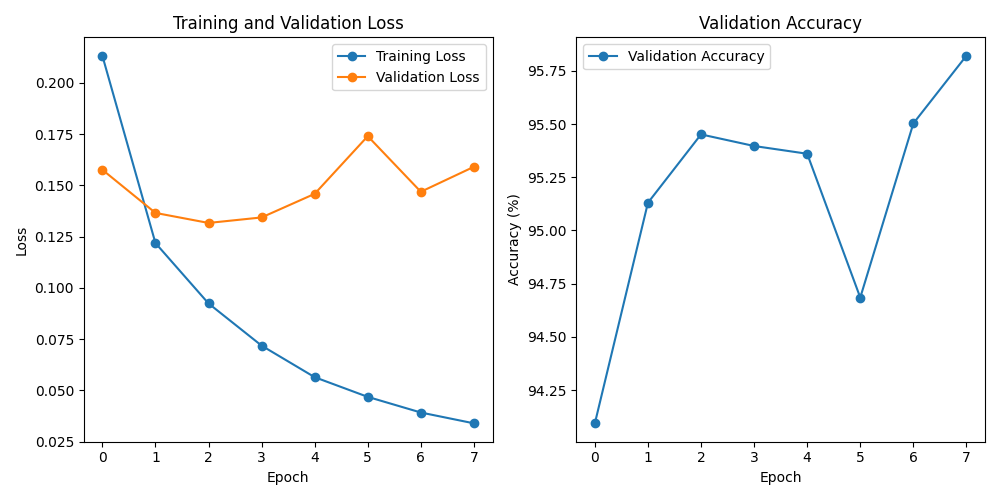 Training and Validation Loss
Training Loss
Validation Loss
0.200
0.175
0.150
0.125
0.100
0.075
0.050
0.025
Loss
0 1 2 3 4 5 6 7
Epoch
Validation Accuracy
Validation Accuracy
95.75
95.50
95.25
95.00
94.75
94.50
94.25
Accuracy (%)
0 1 2 3 4 5 6 7
Epoch